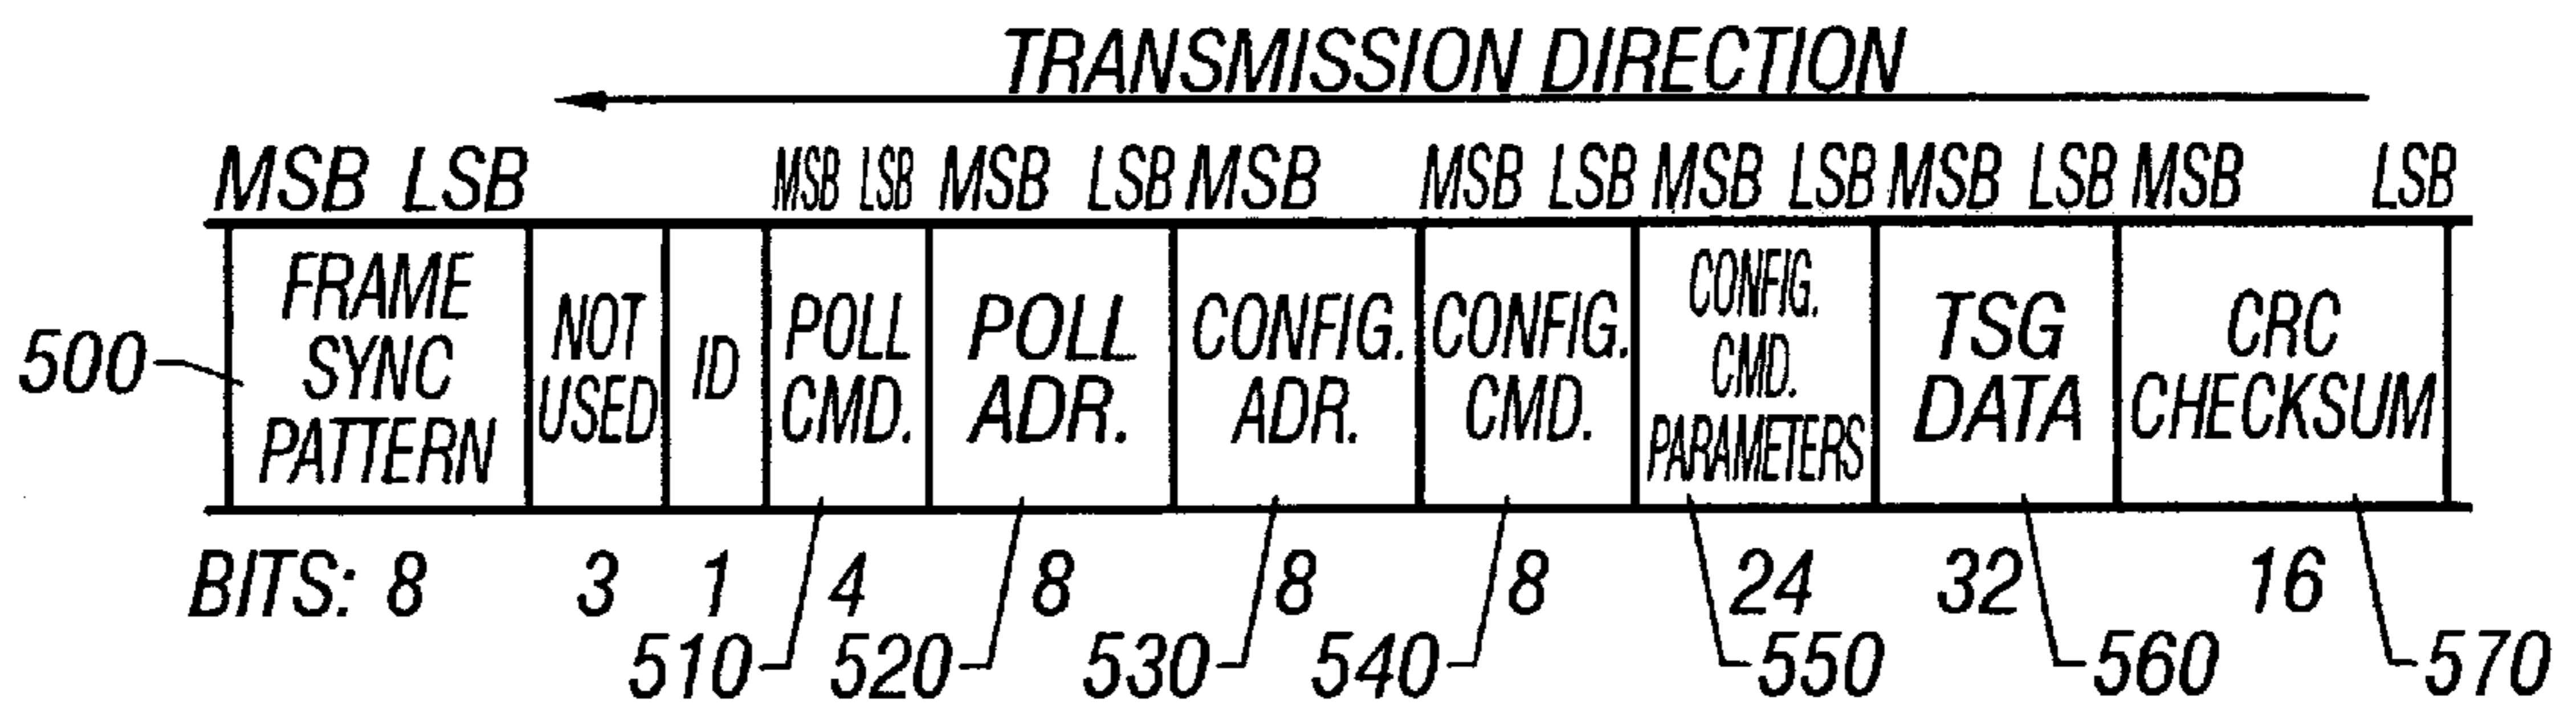 TRANSMISSION DIRECTION
MSB LSB MSB LSB MSB LSB MSB MSB LSB MSB LSB MSB LSB MSB LSB
FRAME
SYNC
PATTERN
NOT
USED
ID
POLL
CMD.
POLL
ADR.
CONFIG.
ADR.
CONFIG.
CMD.
CONFIG.
CMD.
PARAMETERS
TSG
DATA
CRC
CHECKSUM
500
BITS: 8 3 1 4 8 8 8 24 32 16
510 520 530 540 550 560 570